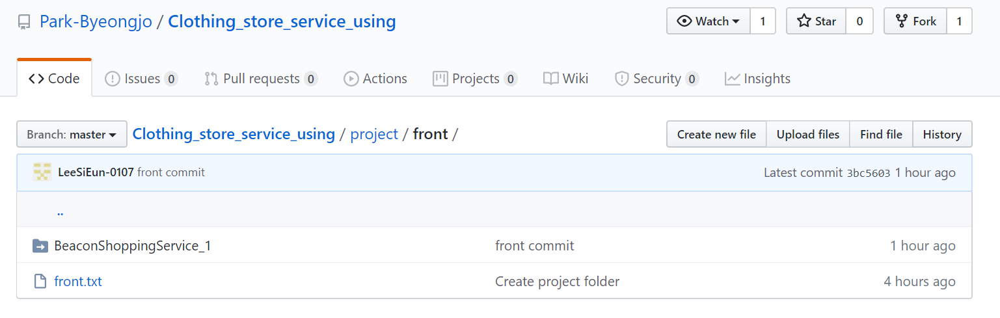 Park-Byeongjo / Clothing_store_service_using Watch 1 Star 0 Fork 1
Code Issues 0 Pull requests 0 Actions Projects 0 Wiki Security 0 Insights
Branch: master Clothing_store_service_using / project / front / Create new file Upload files Find file History
LeeSiEun-0107 front commit Latest commit 3bc5603 1 hour ago
..
BeaconShoppingService_1 front commit 1 hour ago
front.txt Create project folder 4 hours ago